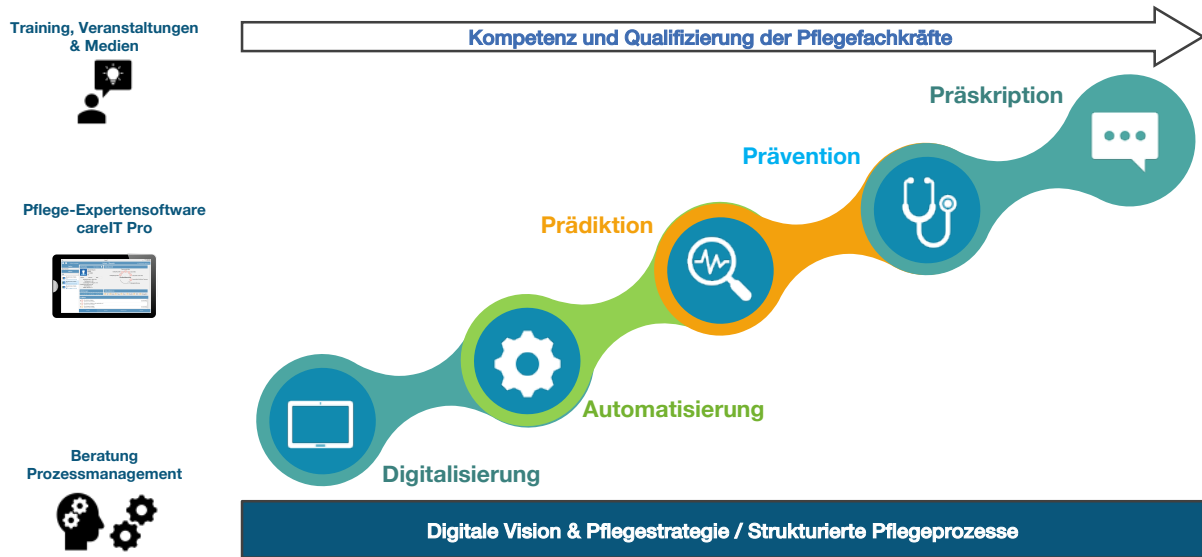 Training, Veranstaltungen
& Medien
Kompetenz und Qualifizierung der Pflegefachkräfte
Präskription
Prävention
Pflege-Expertensoftware
careIT Pro
Prädiktion
Automatisierung
Beratung
Prozessmanagement
Digitalisierung
Digitale Vision & Pflegestrategie / Strukturierte Pflegeprozesse